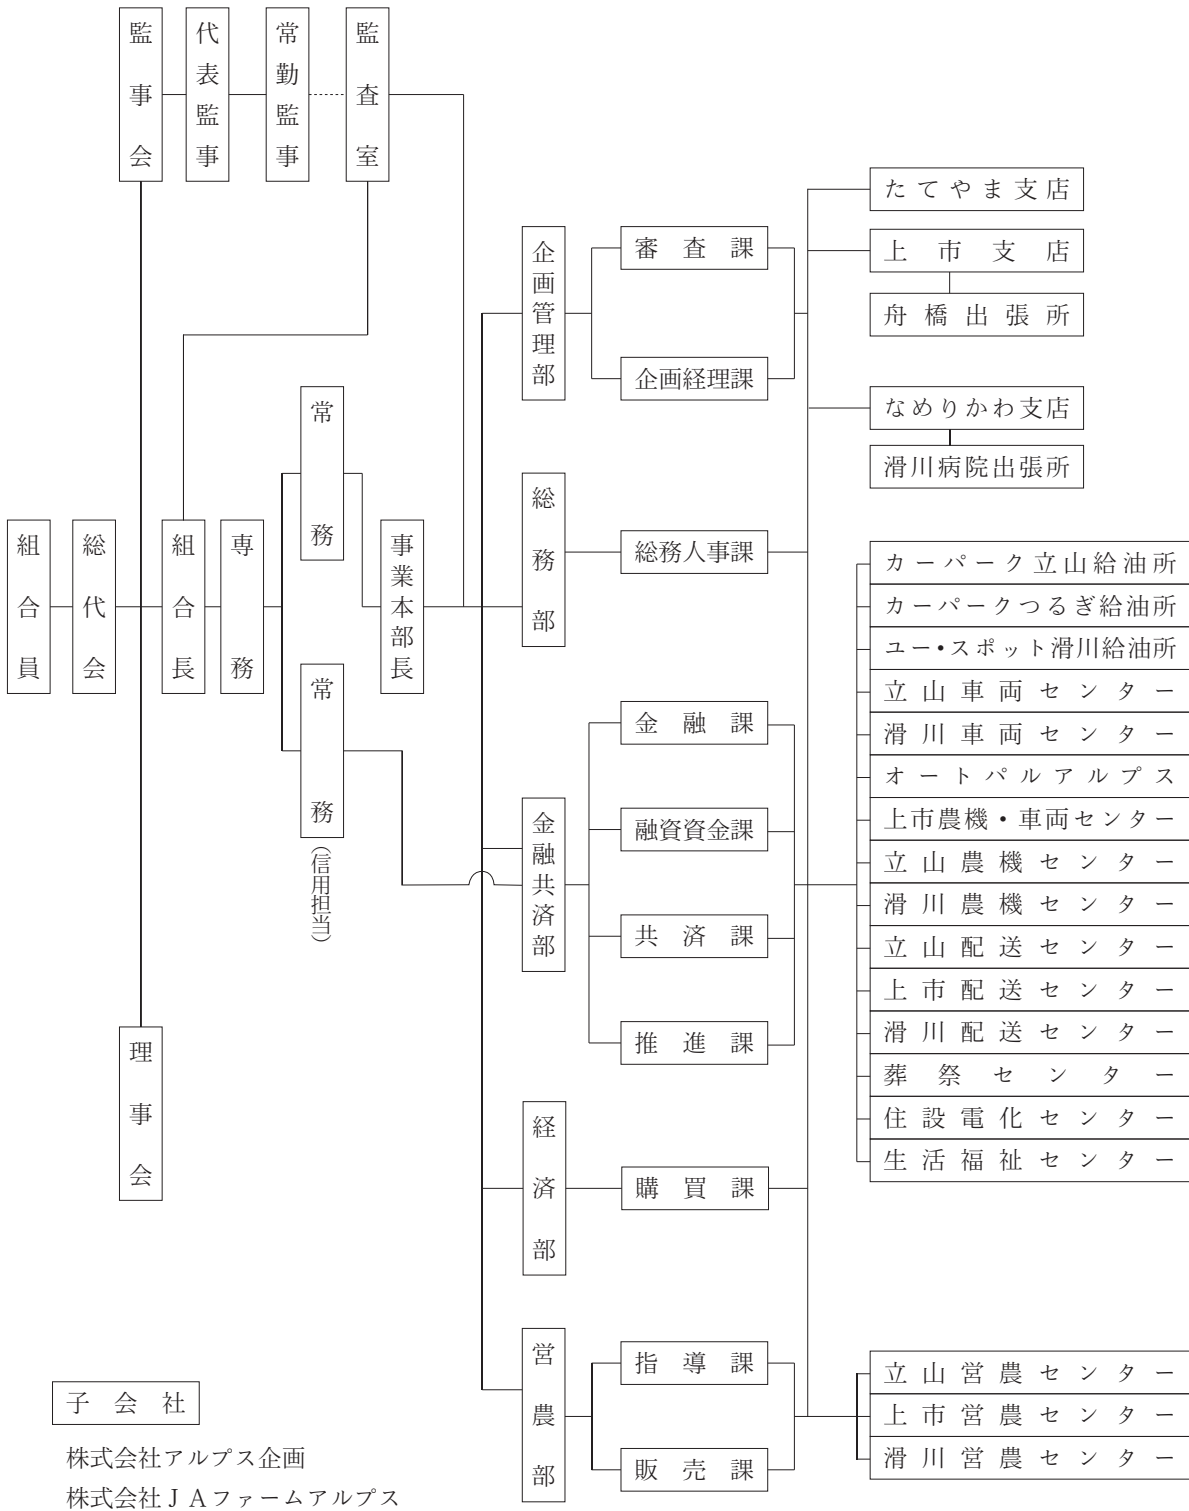 監事会
代表監事
常勤監事
監査室
組合員
総代会
組合長
専務
常務
常務
(信用担当)
事業本部長
理事会
企画管理部
審査課
企画経理課
総務部
総務人事課
金融共済部
金融課
融資資金課
共済課
推進課
経済部
購買課
営農部
指導課
販売課
たてやま支店
上市支店
舟橋出張所
なめりかわ支店
滑川病院出張所
カーパーク立山給油所
カーパークつるぎ給油所
ユー・スポット滑川給油所
立山車両センター
滑川車両センター
オートパルアルプス
上市農機・車両センター
立山農機センター
滑川農機センター
立山配送センター
上市配送センター
滑川配送センター
葬祭センター
住設電化センター
生活福祉センター
立山営農センター
上市営農センター
滑川営農センター
子会社
株式会社アルプス企画
株式会社ＪＡファームアルプス